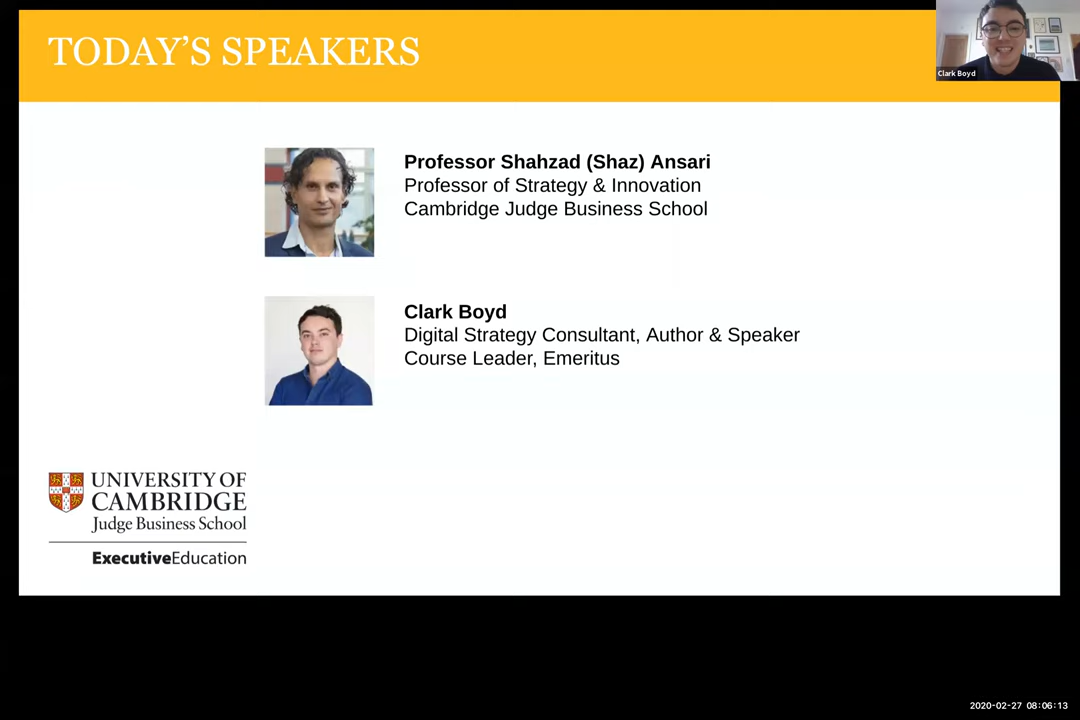 TODAY’S SPEAKERS
Clark Boyd
Professor Shahzad (Shaz) Ansari
Professor of Strategy & Innovation
Cambridge Judge Business School
Clark Boyd
Digital Strategy Consultant, Author & Speaker
Course Leader, Emeritus
UNIVERSITY OF
CAMBRIDGE
Judge Business School
ExecutiveEducation
2020-02-27 08:06:13